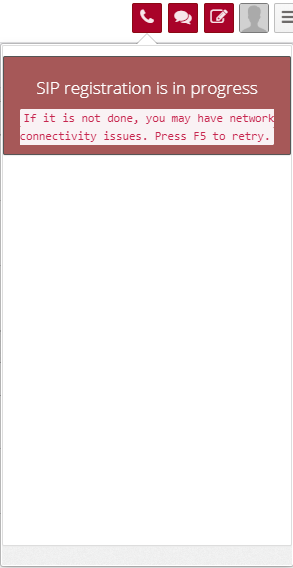 SIP registration is in progress
If it is not done, you may have network
connectivity issues. Press F5 to retry.